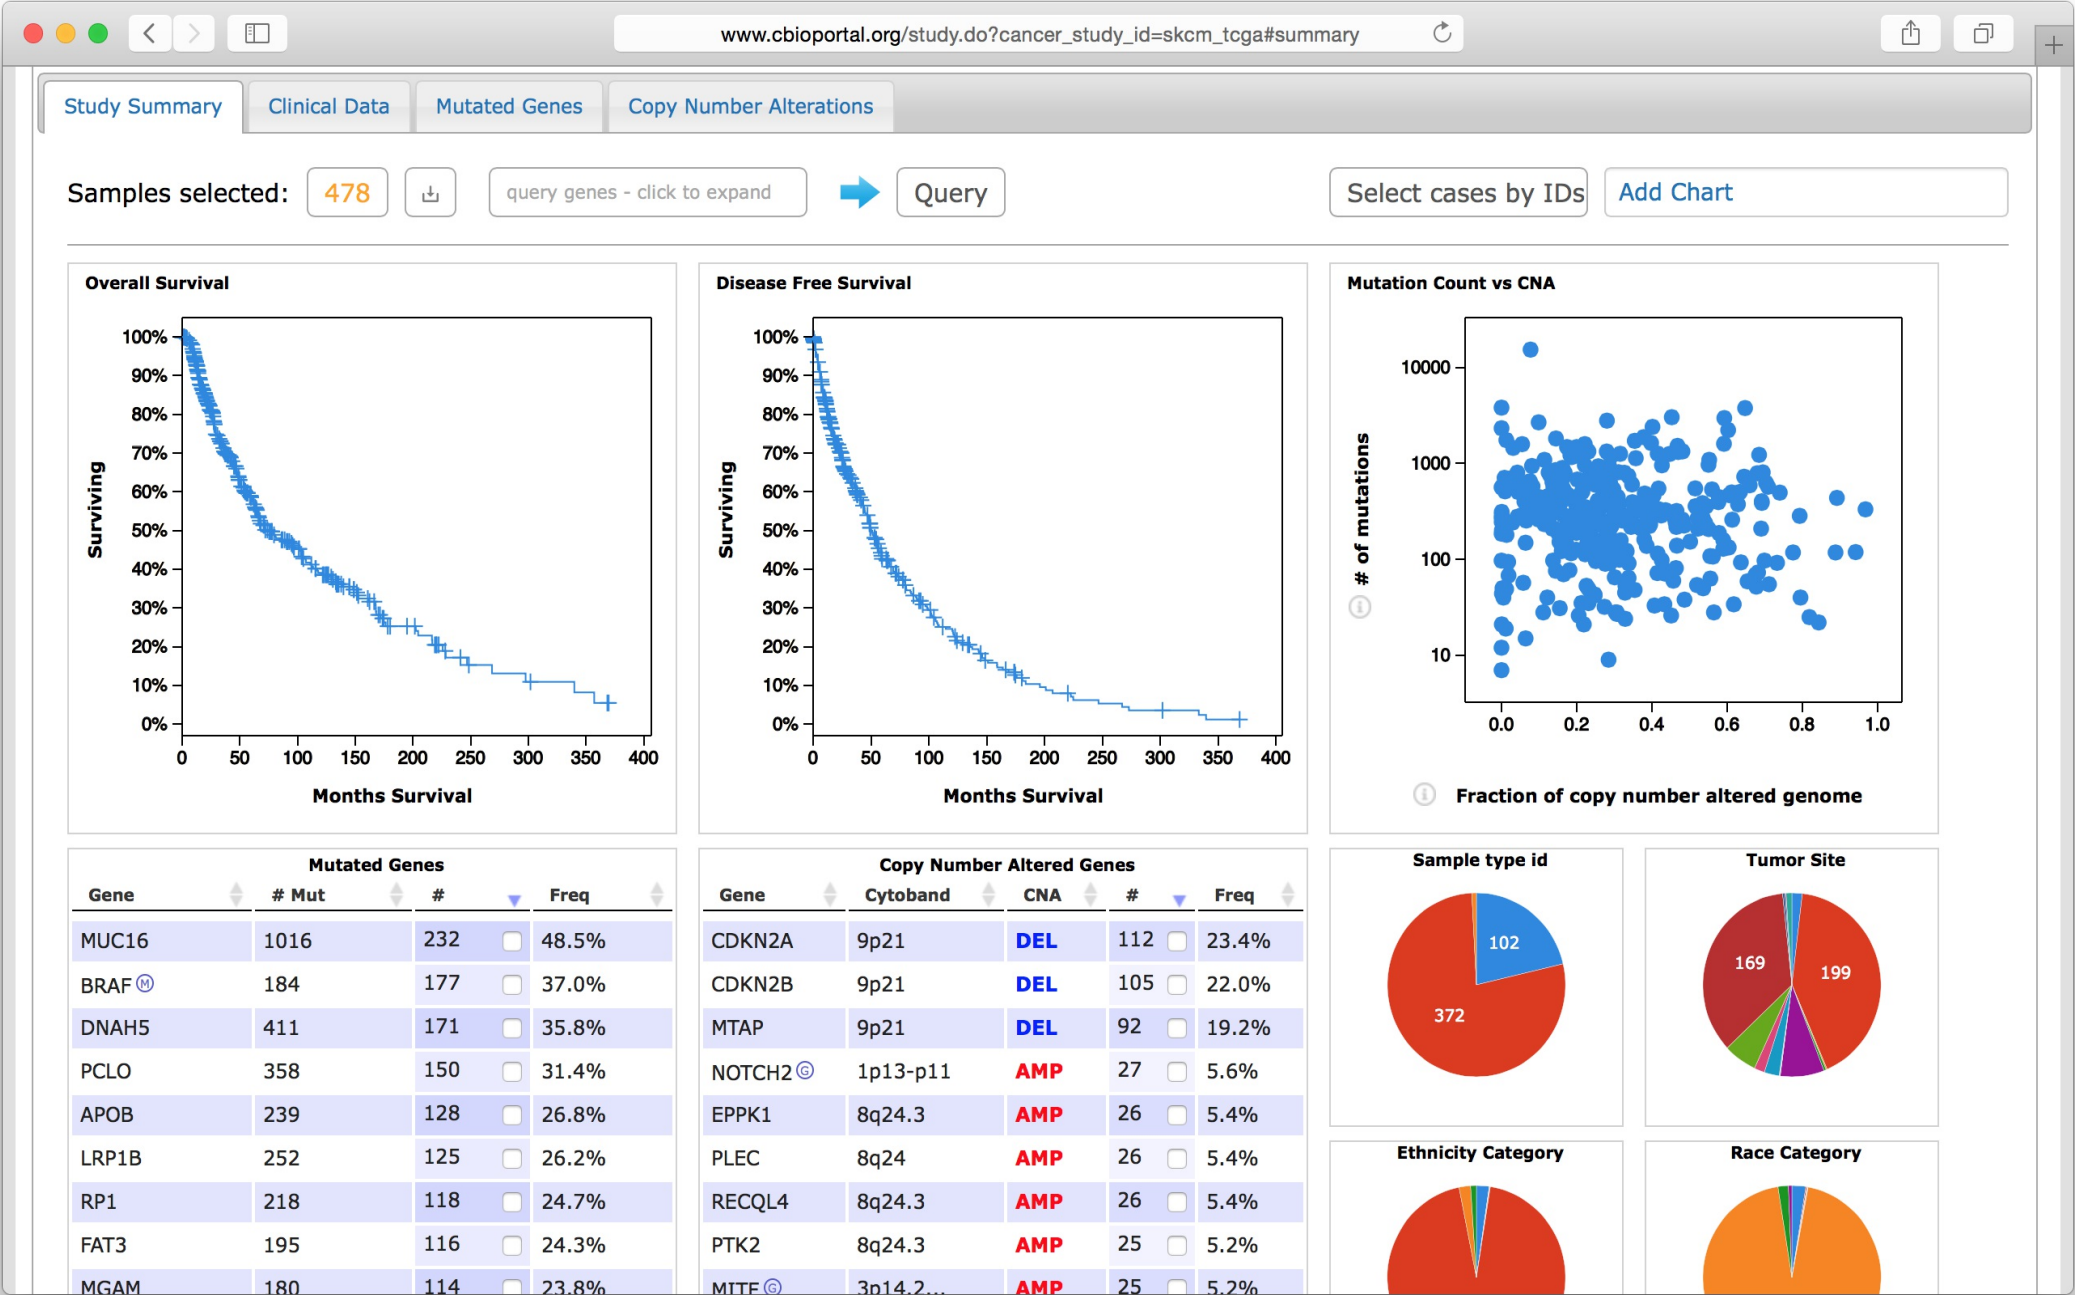 www.cbioportal.org/study.do?cancer_study_id=skcm_tcga#summary
Study Summary Clinical Data Mutated Genes Copy Number Alterations
Samples selected: 478 query genes - click to expand Query Select cases by IDs Add Chart
Overall Survival
100%
90%
80%
70%
60%
50%
40%
30%
20%
10%
0%
Surviving
0 50 100 150 200 250 300 350 400
Months Survival
Disease Free Survival
100%
90%
80%
70%
60%
50%
40%
30%
20%
10%
0%
Surviving
0 50 100 150 200 250 300 350 400
Months Survival
Mutation Count vs CNA
10000
1000
100
10
# of mutations
0.0 0.2 0.4 0.6 0.8 1.0
Fraction of copy number altered genome
Mutated Genes
Gene # Mut # Freq
MUC16 1016 232 48.5%
BRAF M 184 177 37.0%
DNAH5 411 171 35.8%
PCLO 358 150 31.4%
APOB 239 128 26.8%
LRP1B 252 125 26.2%
RP1 218 118 24.7%
FAT3 195 116 24.3%
MGAM 180 114 23.8%
Copy Number Altered Genes
Gene Cytoband CNA # Freq
CDKN2A 9p21 DEL 112 23.4%
CDKN2B 9p21 DEL 105 22.0%
MTAP 9p21 DEL 92 19.2%
NOTCH2 G 1p13-p11 AMP 27 5.6%
EPPK1 8q24.3 AMP 26 5.4%
PLEC 8q24 AMP 26 5.4%
RECQL4 8q24.3 AMP 26 5.4%
PTK2 8q24.3 AMP 25 5.2%
MITF G 3p14.2... AMP 25 5.2%
Sample type id
102
372
Tumor Site
169
199
Ethnicity Category
Race Category